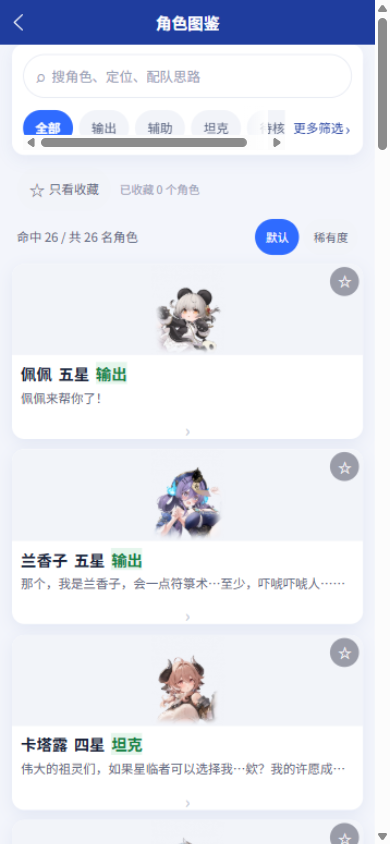 角色图鉴
搜角色、定位、配队思路
全部 输出 辅助 坦克 待核 更多筛选›
☆ 只看收藏 已收藏 0 个角色
命中 26 / 共 26 名角色 默认 稀有度
佩佩 五星 输出
佩佩来帮你了!
兰香子 五星 输出
那个，我是兰香子，会一点符箓术…至少，吓唬吓唬人……
卡塔露 四星 坦克
伟大的祖灵们，如果星临者可以选择我…欸？我的许愿成…